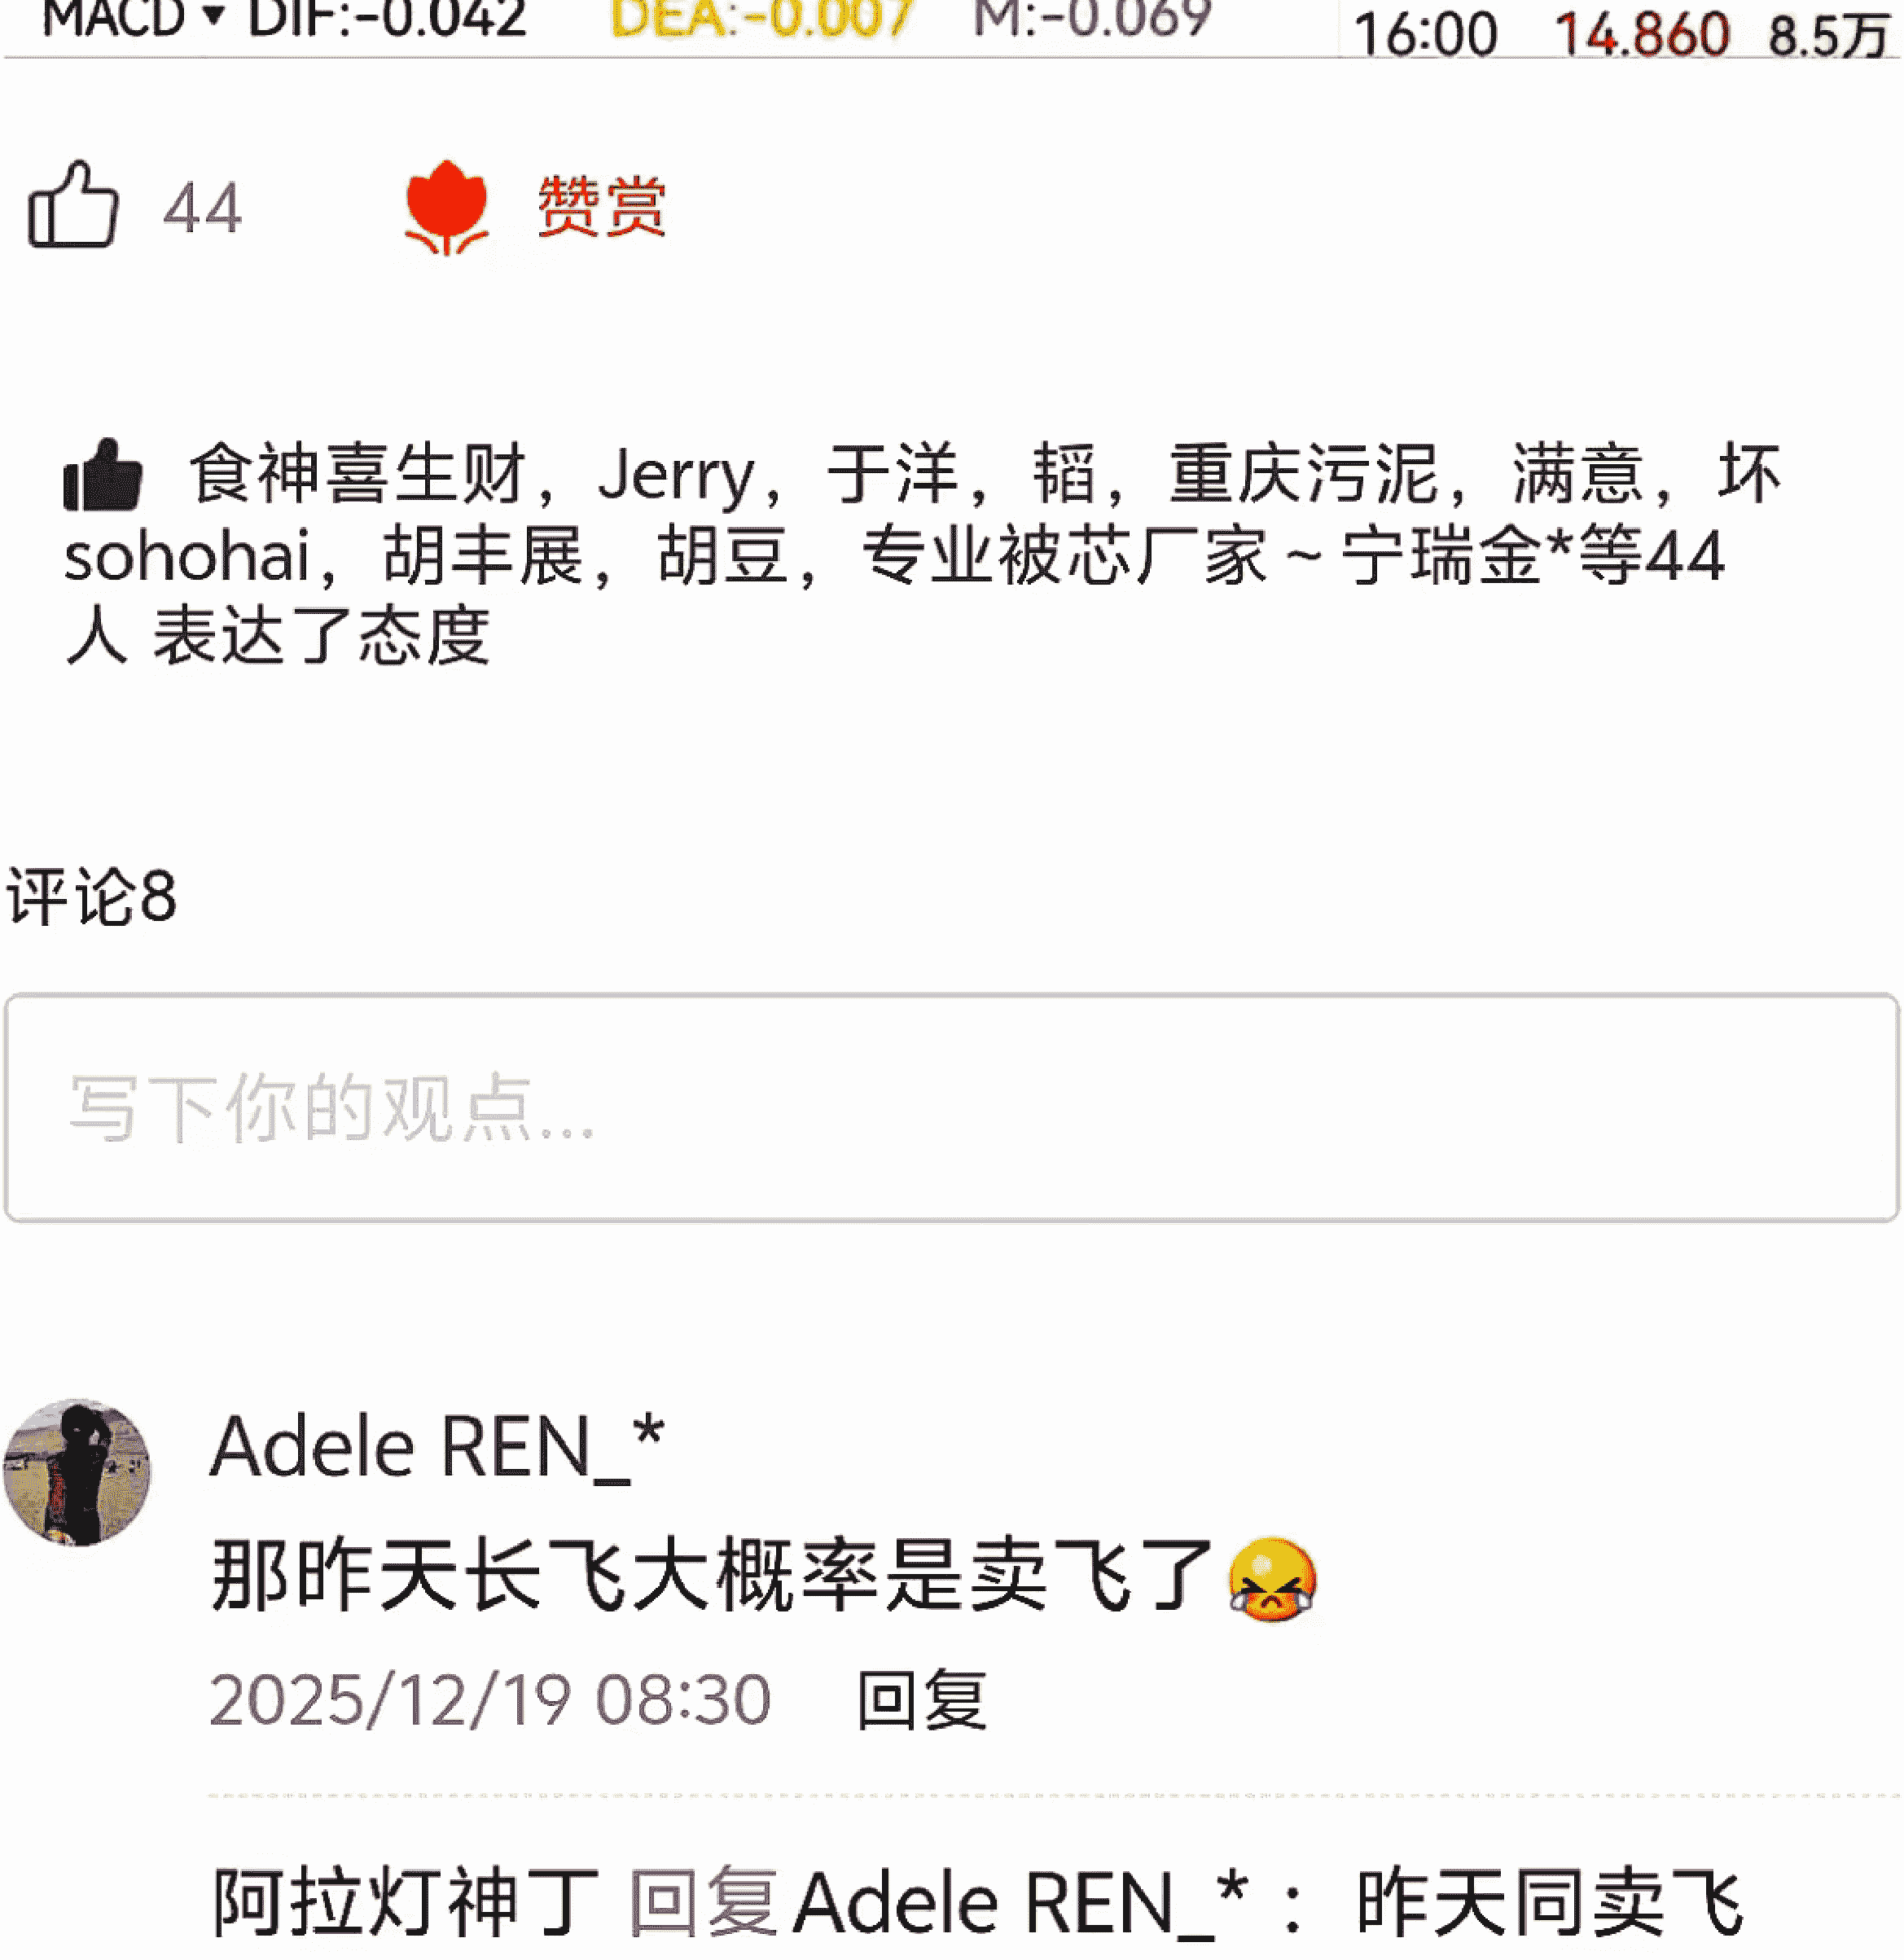 MACD ▼ DIF:-0.042 DEA:-0.007 M:-0.069 16:00 14.860 8.5万
44 赞赏
食神喜生财，Jerry，于洋，韬，重庆污泥，满意，坏
sohohai，胡丰展，胡豆，专业被芯厂家～宁瑞金*等44
人 表达了态度
评论8
写下你的观点...
Adele REN_*
那昨天长飞大概率是卖飞了
2025/12/19 08:30 回复
阿拉灯神丁 回复Adele REN_*： 昨天同卖飞